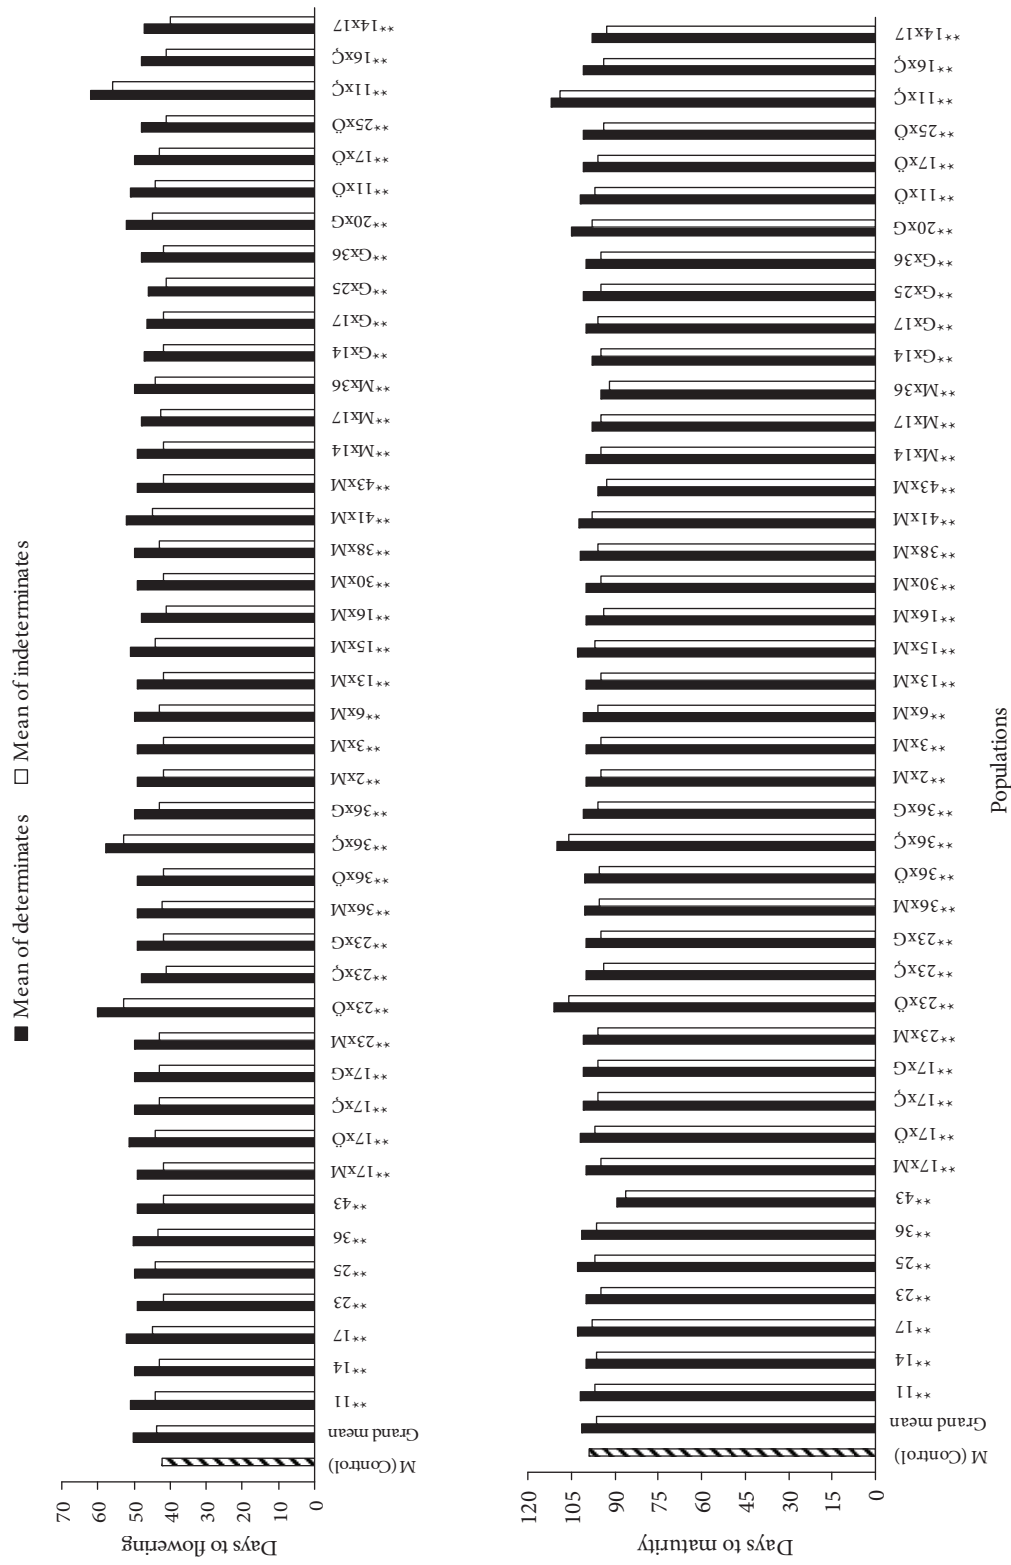 ■ Mean of determinates □ Mean of indeterminates
Days to flowering
70
60
50
40
30
20
10
0
M (Control)
Grand mean
**11
**14
**17
**23
**25
**36
**43
**17xM
**17xÖ
**17xÇ
**17xG
**23xM
**23xÖ
**23xÇ
**23xG
**36xM
**36xÖ
**36xÇ
**36xG
**2xM
**3xM
**6xM
**13xM
**15xM
**16xM
**30xM
**38xM
**41xM
**43xM
**Mx14
**Mx17
**Mx36
**Gx14
**Gx17
**Gx25
**Gx36
**20xG
**11xÖ
**17xÖ
**25xÖ
**11xÇ
**16xÇ
**14x17
Days to maturity
120
105
90
75
60
45
30
15
0
M (Control)
Grand mean
**11
**14
**17
**23
**25
**36
**43
**17xM
**17xÖ
**17xÇ
**17xG
**23xM
**23xÖ
**23xÇ
**23xG
**36xM
**36xÖ
**36xÇ
**36xG
**2xM
**3xM
**6xM
**13xM
**15xM
**16xM
**30xM
**38xM
**41xM
**43xM
**Mx14
**Mx17
**Mx36
**Gx14
**Gx17
**Gx25
**Gx36
**20xG
**11xÖ
**17xÖ
**25xÖ
**11xÇ
**16xÇ
**14x17
Populations